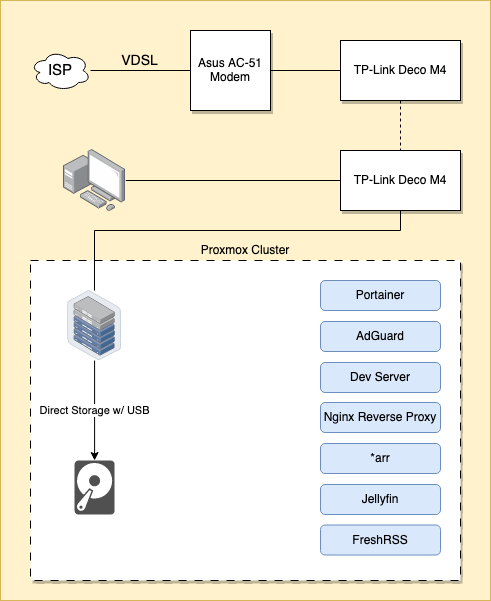 ISP
VDSL
Asus AC-51
Modem
TP-Link Deco M4
TP-Link Deco M4
Proxmox Cluster
Portainer
AdGuard
Dev Server
Direct Storage w/ USB
Nginx Reverse Proxy
*arr
Jellyfin
FreshRSS